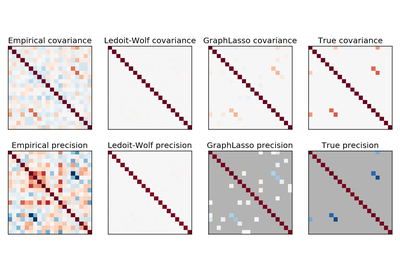 Empirical covariance
Ledoit-Wolf covariance
GraphLasso covariance
True covariance
Empirical precision
Ledoit-Wolf precision
GraphLasso precision
True precision